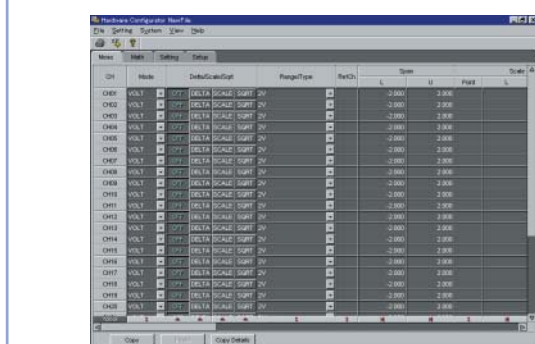 Hardware Configurator NewFile
File Setting System View Help
Meas Math Setting Setup
CH Mode Delta/Scale/Sqrt Range/Type RefCh Span Scale
L U Point L
CH01 VOLT OFF DELTA SCALE SQRT 2V -2.000 2.000
CH02 VOLT OFF DELTA SCALE SQRT 2V -2.000 2.000
CH03 VOLT OFF DELTA SCALE SQRT 2V -2.000 2.000
CH04 VOLT OFF DELTA SCALE SQRT 2V -2.000 2.000
CH05 VOLT OFF DELTA SCALE SQRT 2V -2.000 2.000
CH06 VOLT OFF DELTA SCALE SQRT 2V -2.000 2.000
CH07 VOLT OFF DELTA SCALE SQRT 2V -2.000 2.000
CH08 VOLT OFF DELTA SCALE SQRT 2V -2.000 2.000
CH09 VOLT OFF DELTA SCALE SQRT 2V -2.000 2.000
CH10 VOLT OFF DELTA SCALE SQRT 2V -2.000 2.000
CH11 VOLT OFF DELTA SCALE SQRT 2V -2.000 2.000
CH12 VOLT OFF DELTA SCALE SQRT 2V -2.000 2.000
CH13 VOLT OFF DELTA SCALE SQRT 2V -2.000 2.000
CH14 VOLT OFF DELTA SCALE SQRT 2V -2.000 2.000
CH15 VOLT OFF DELTA SCALE SQRT 2V -2.000 2.000
CH16 VOLT OFF DELTA SCALE SQRT 2V -2.000 2.000
CH17 VOLT OFF DELTA SCALE SQRT 2V -2.000 2.000
CH18 VOLT OFF DELTA SCALE SQRT 2V -2.000 2.000
CH19 VOLT OFF DELTA SCALE SQRT 2V -2.000 2.000
CH20 VOLT OFF DELTA SCALE SQRT 2V -2.000 2.000
Copy Copy Details